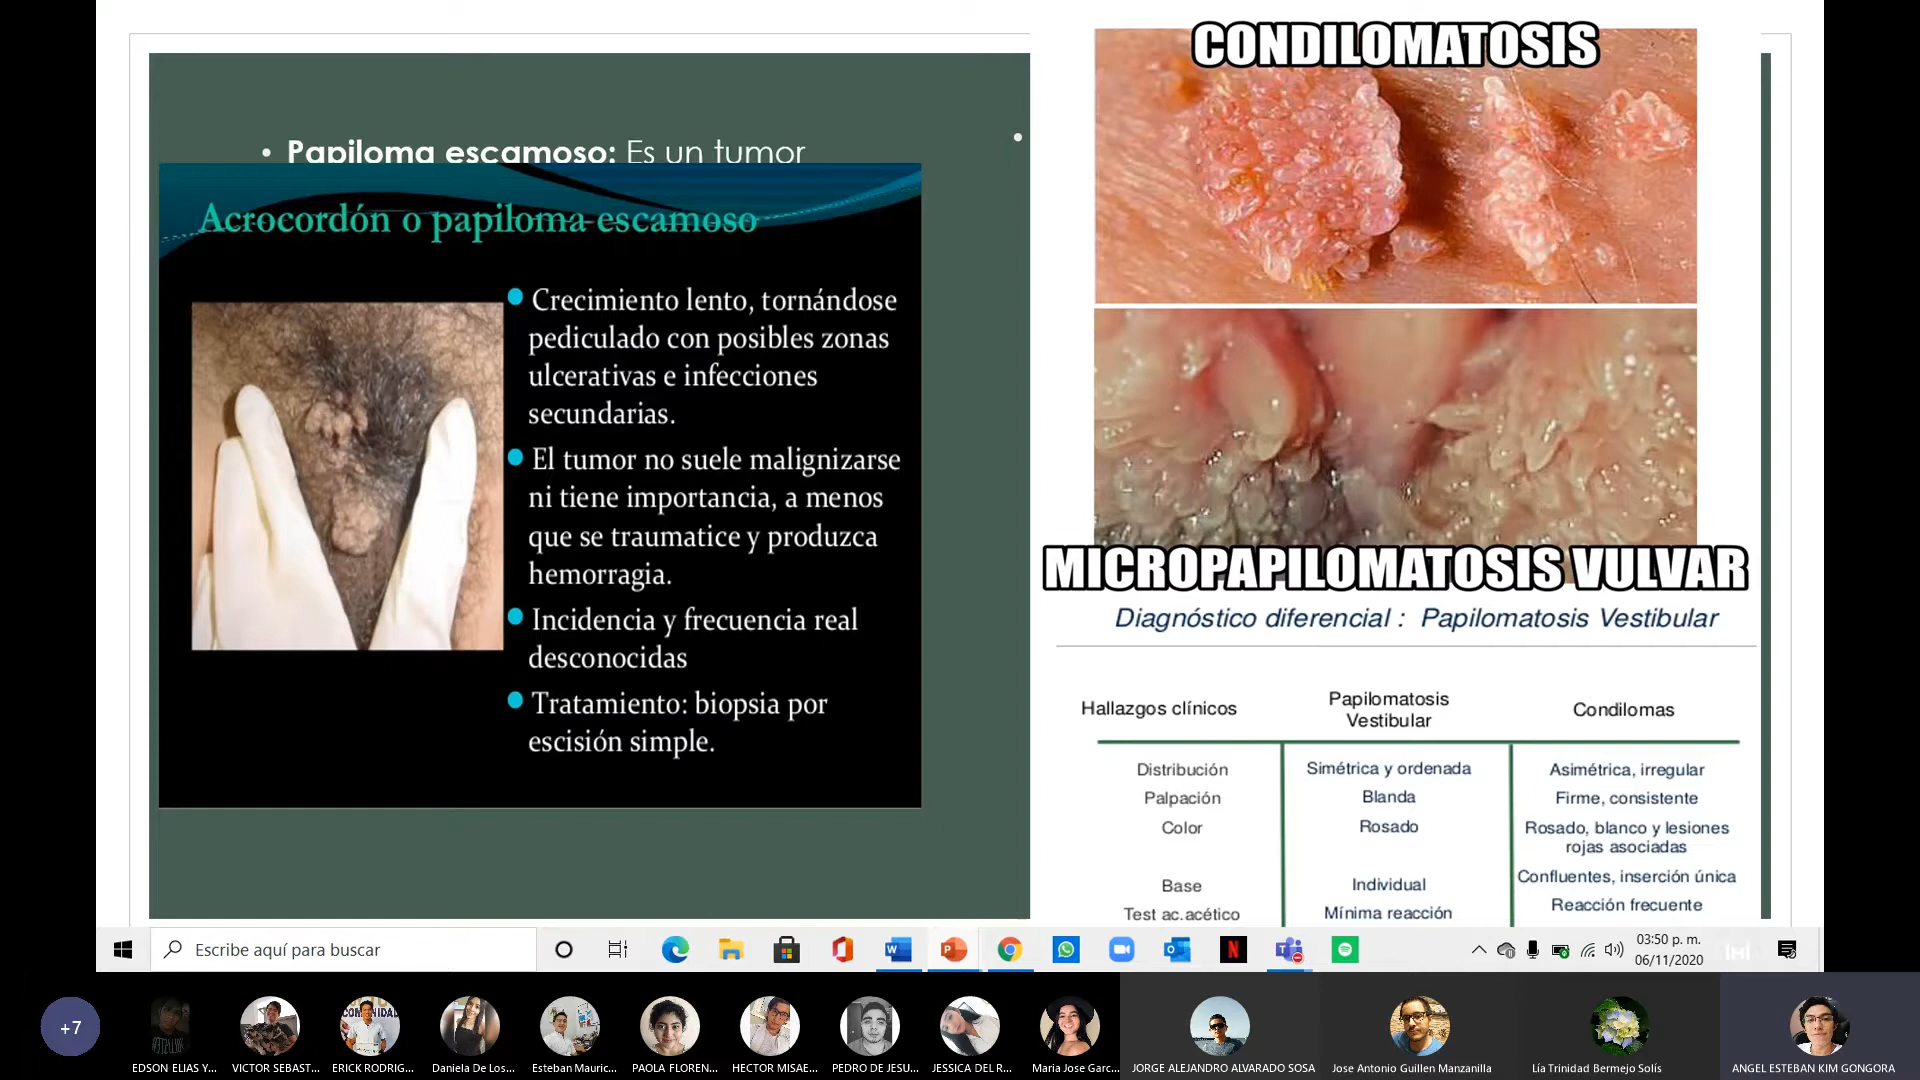 • Papiloma escamoso: Es un tumor
•
Acrocordón o papiloma escamoso
Crecimiento lento, tornándose
pediculado con posibles zonas
ulcerativas e infecciones
secundarias.
El tumor no suele malignizarse
ni tiene importancia, a menos
que se traumatice y produzca
hemorragia.
Incidencia y frecuencia real
desconocidas
Tratamiento: biopsia por
escisión simple.
CONDILOMATOSIS
MICROPAPILOMATOSIS VULVAR
Diagnóstico diferencial : Papilomatosis Vestibular
Hallazgos clínicos
Papilomatosis
Vestibular
Condilomas
Distribución
Simétrica y ordenada
Asimétrica, irregular
Palpación
Blanda
Firme, consistente
Color
Rosado
Rosado, blanco y lesiones
rojas asociadas
Base
Individual
Confluentes, inserción única
Test ac.acético
Mínima reacción
Reacción frecuente
Escribe aquí para buscar
03:50 p. m.
06/11/2020
+7
EDSON ELIAS Y...
VICTOR SEBAST...
COMUNIDAD
ERICK RODRIG...
Daniela De Los...
Esteban Mauric...
PAOLA FLOREN...
HECTOR MISAE...
PEDRO DE JESU...
JESSICA DEL R...
Maria Jose Garc...
JORGE ALEJANDRO ALVARADO SOSA
Jose Antonio Guillen Manzanilla
Lía Trinidad Bermejo Solís
ANGEL ESTEBAN KIM GONGORA